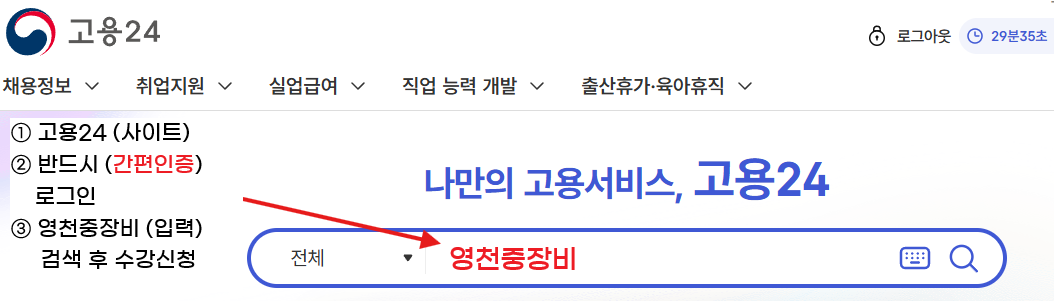 고용24
로그아웃 29분35초
채용정보 취업지원 실업급여 직업 능력 개발 출산휴가·육아휴직
① 고용24 (사이트)
② 반드시 (간편인증)
로그인
③ 영천중장비 (입력)
검색 후 수강신청
나만의 고용서비스, 고용24
전체 영천중장비